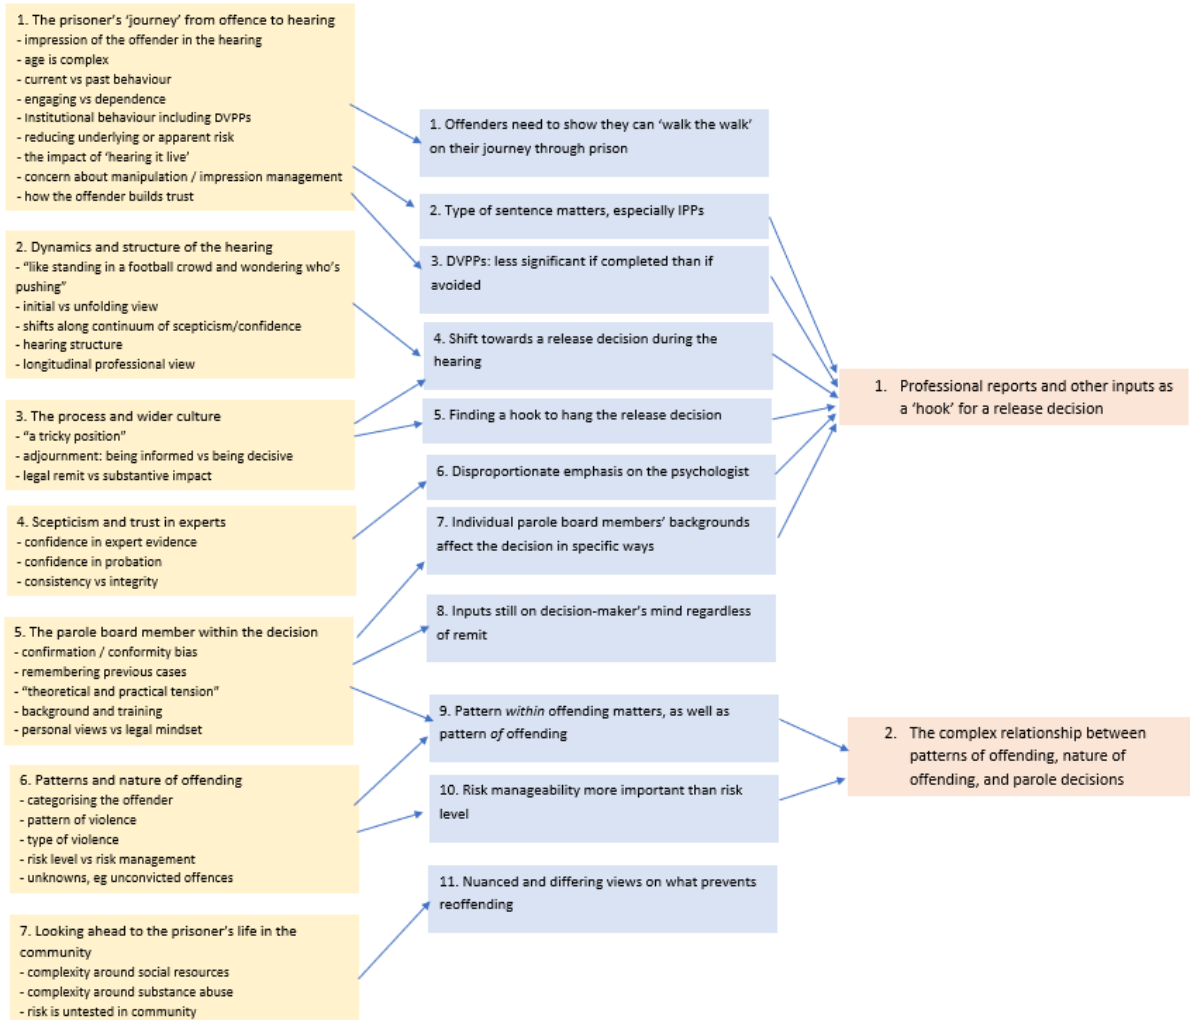 1. The prisoner's 'journey' from offence to hearing
- impression of the offender in the hearing
- age is complex
- current vs past behaviour
- engaging vs dependence
- Institutional behaviour including DVPPs
- reducing underlying or apparent risk
- the impact of 'hearing it live'
- concern about manipulation / impression management
- how the offender builds trust
2. Dynamics and structure of the hearing
- "like standing in a football crowd and wondering who's
pushing"
- initial vs unfolding view
- shifts along continuum of scepticism/confidence
- hearing structure
- longitudinal professional view
3. The process and wider culture
- "a tricky position"
- adjournment: being informed vs being decisive
- legal remit vs substantive impact
4. Scepticism and trust in experts
- confidence in expert evidence
- confidence in probation
- consistency vs integrity
5. The parole board member within the decision
- confirmation / conformity bias
- remembering previous cases
- "theoretical and practical tension"
- background and training
- personal views vs legal mindset
6. Patterns and nature of offending
- categorising the offender
- pattern of violence
- type of violence
- risk level vs risk management
- unknowns, eg unconvicted offences
7. Looking ahead to the prisoner's life in the
community
- complexity around social resources
- complexity around substance abuse
- risk is untested in community
1. Offenders need to show they can 'walk the walk'
on their journey through prison
2. Type of sentence matters, especially IPPs
3. DVPPs: less significant if completed than if
avoided
4. Shift towards a release decision during the
hearing
5. Finding a hook to hang the release decision
6. Disproportionate emphasis on the psychologist
7. Individual parole board members' backgrounds
affect the decision in specific ways
8. Inputs still on decision-maker's mind regardless
of remit
9. Pattern within offending matters, as well as
pattern of offending
10. Risk manageability more important than risk
level
11. Nuanced and differing views on what prevents
reoffending
1. Professional reports and other inputs as
a 'hook' for a release decision
2. The complex relationship between
patterns of offending, nature of
offending, and parole decisions